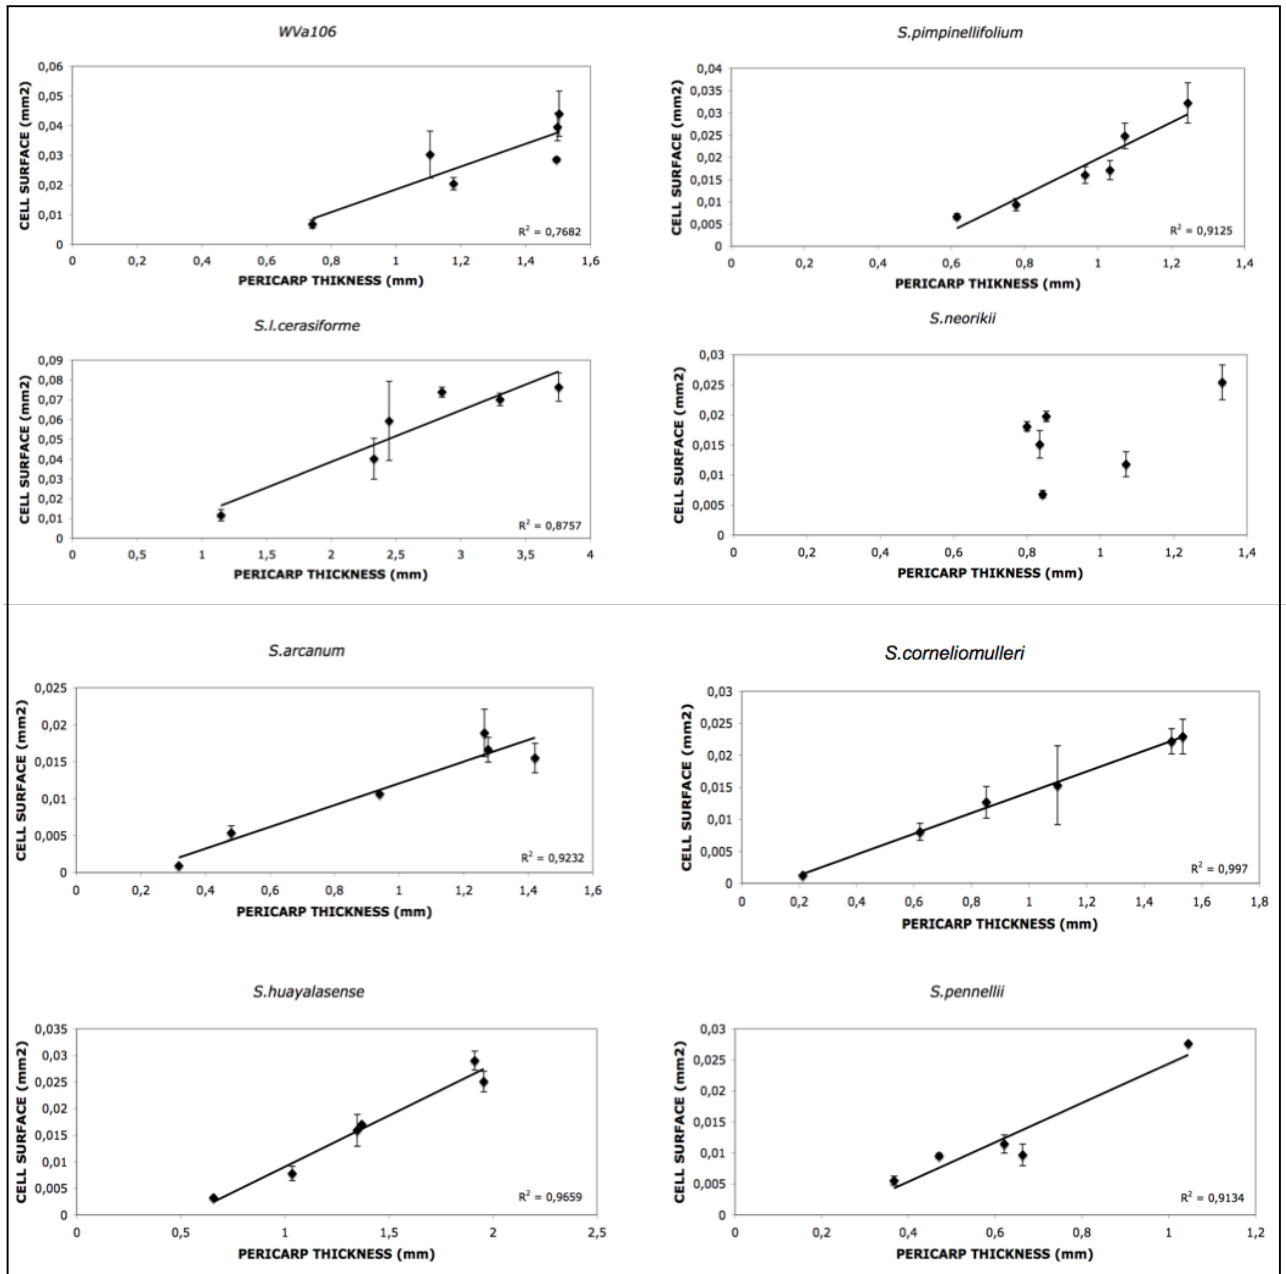 WVa106
0,06
0,05
0,04
0,03
0,02
0,01
0
CELL SURFACE (mm2)
R² = 0,7682
0 0,2 0,4 0,6 0,8 1 1,2 1,4 1,6
PERICARP THIKNESS (mm)
S.pimpinellifolium
0,04
0,035
0,03
0,025
0,02
0,015
0,01
0,005
0
CELL SURFACE (mm2)
R² = 0,9125
0 0,2 0,4 0,6 0,8 1 1,2 1,4
PERICARP THIKNESS (mm)
S.l.cerasiforme
0,09
0,08
0,07
0,06
0,05
0,04
0,03
0,02
0,01
0
CELL SURFACE (mm2)
R² = 0,8757
0 0,5 1 1,5 2 2,5 3 3,5 4
PERICARP THICKNESS (mm)
S.neorikii
0,03
0,025
0,02
0,015
0,01
0,005
0
CELL SURFACE (mm2)
0 0,2 0,4 0,6 0,8 1 1,2 1,4
PERICARP THIKNESS (mm)
S.arcanum
0,025
0,02
0,015
0,01
0,005
0
CELL SURFACE (mm2)
R² = 0,9232
0 0,2 0,4 0,6 0,8 1 1,2 1,4 1,6
PERICARP THICKNESS (mm)
S.corneliomulleri
0,03
0,025
0,02
0,015
0,01
0,005
0
CELL SURFACE (mm2)
R² = 0,997
0 0,2 0,4 0,6 0,8 1 1,2 1,4 1,6 1,8
PERICARP THICKNESS (mm)
S.huayalasense
0,035
0,03
0,025
0,02
0,015
0,01
0,005
0
CELL SURFACE (mm2)
R² = 0,9659
0 0,5 1 1,5 2 2,5
PERICARP THICKNESS (mm)
S.pennellii
0,03
0,025
0,02
0,015
0,01
0,005
0
CELL SURFACE (mm2)
R² = 0,9134
0 0,2 0,4 0,6 0,8 1 1,2
PERICARP THICKNESS (mm)